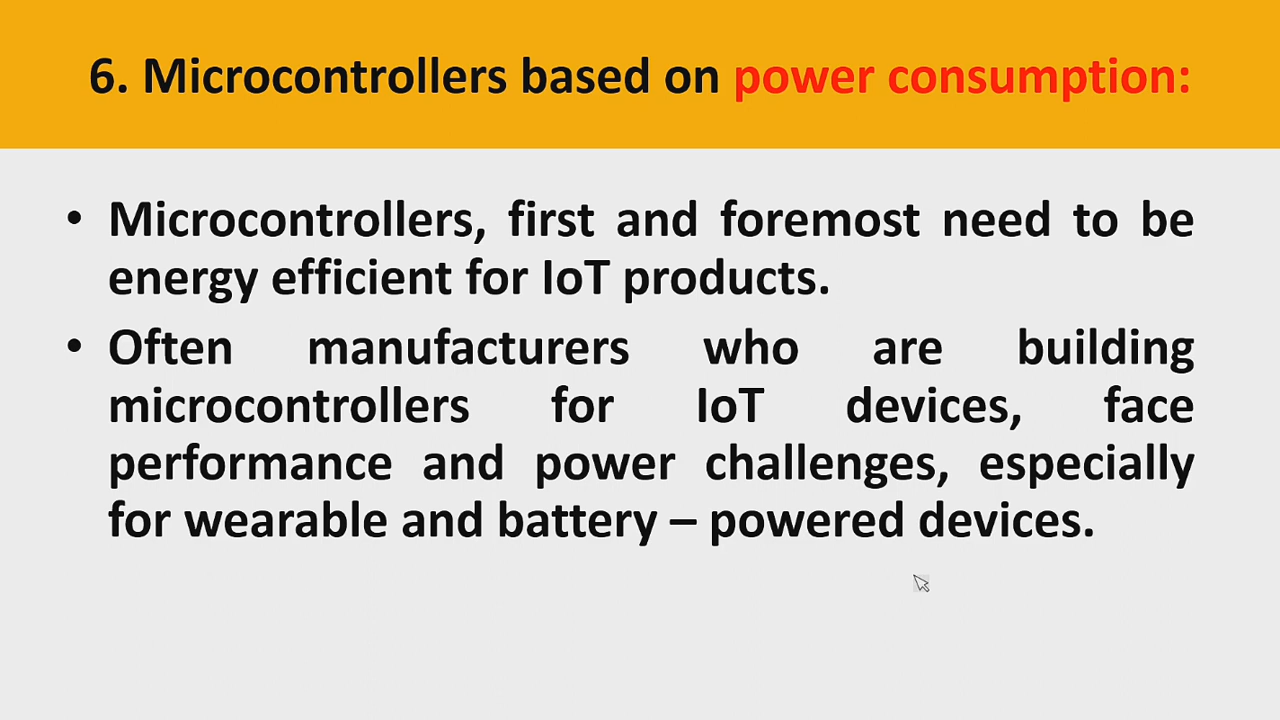 6. Microcontrollers based on power consumption:
• Microcontrollers, first and foremost need to be
energy efficient for IoT products.
• Often manufacturers who are building
microcontrollers for IoT devices, face
performance and power challenges, especially
for wearable and battery – powered devices.